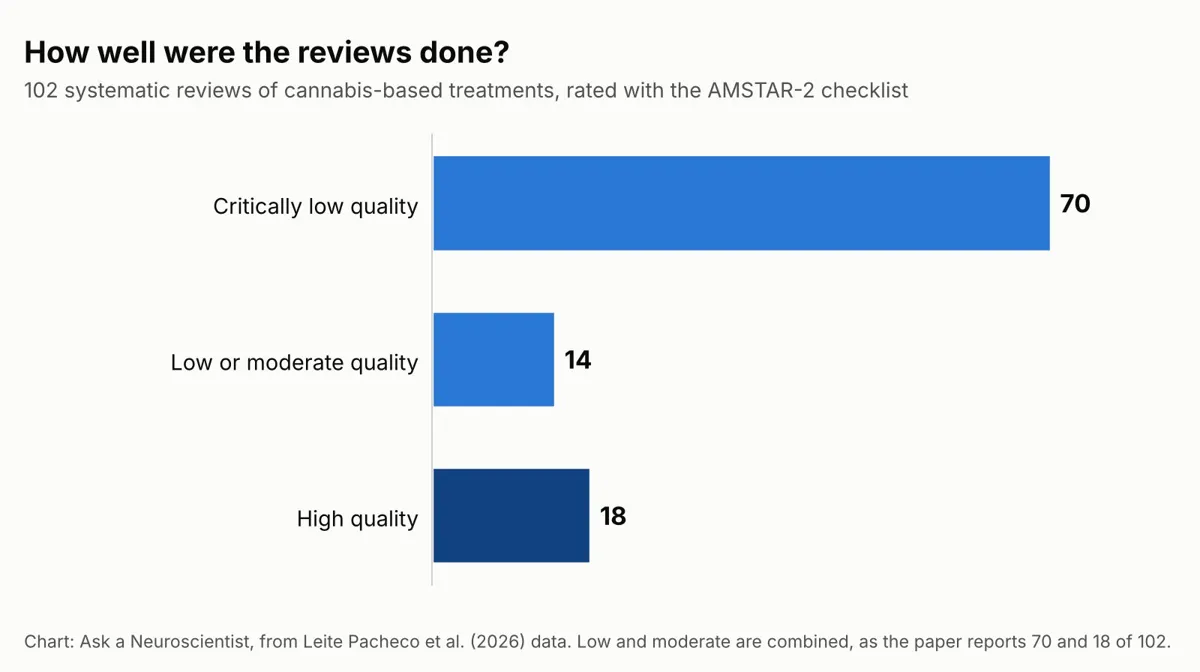 How well were the reviews done?
102 systematic reviews of cannabis-based treatments, rated with the AMSTAR-2 checklist
Critically low quality
70
Low or moderate quality
14
High quality
18
Chart: Ask a Neuroscientist, from Leite Pacheco et al. (2026) data. Low and moderate are combined, as the paper reports 70 and 18 of 102.